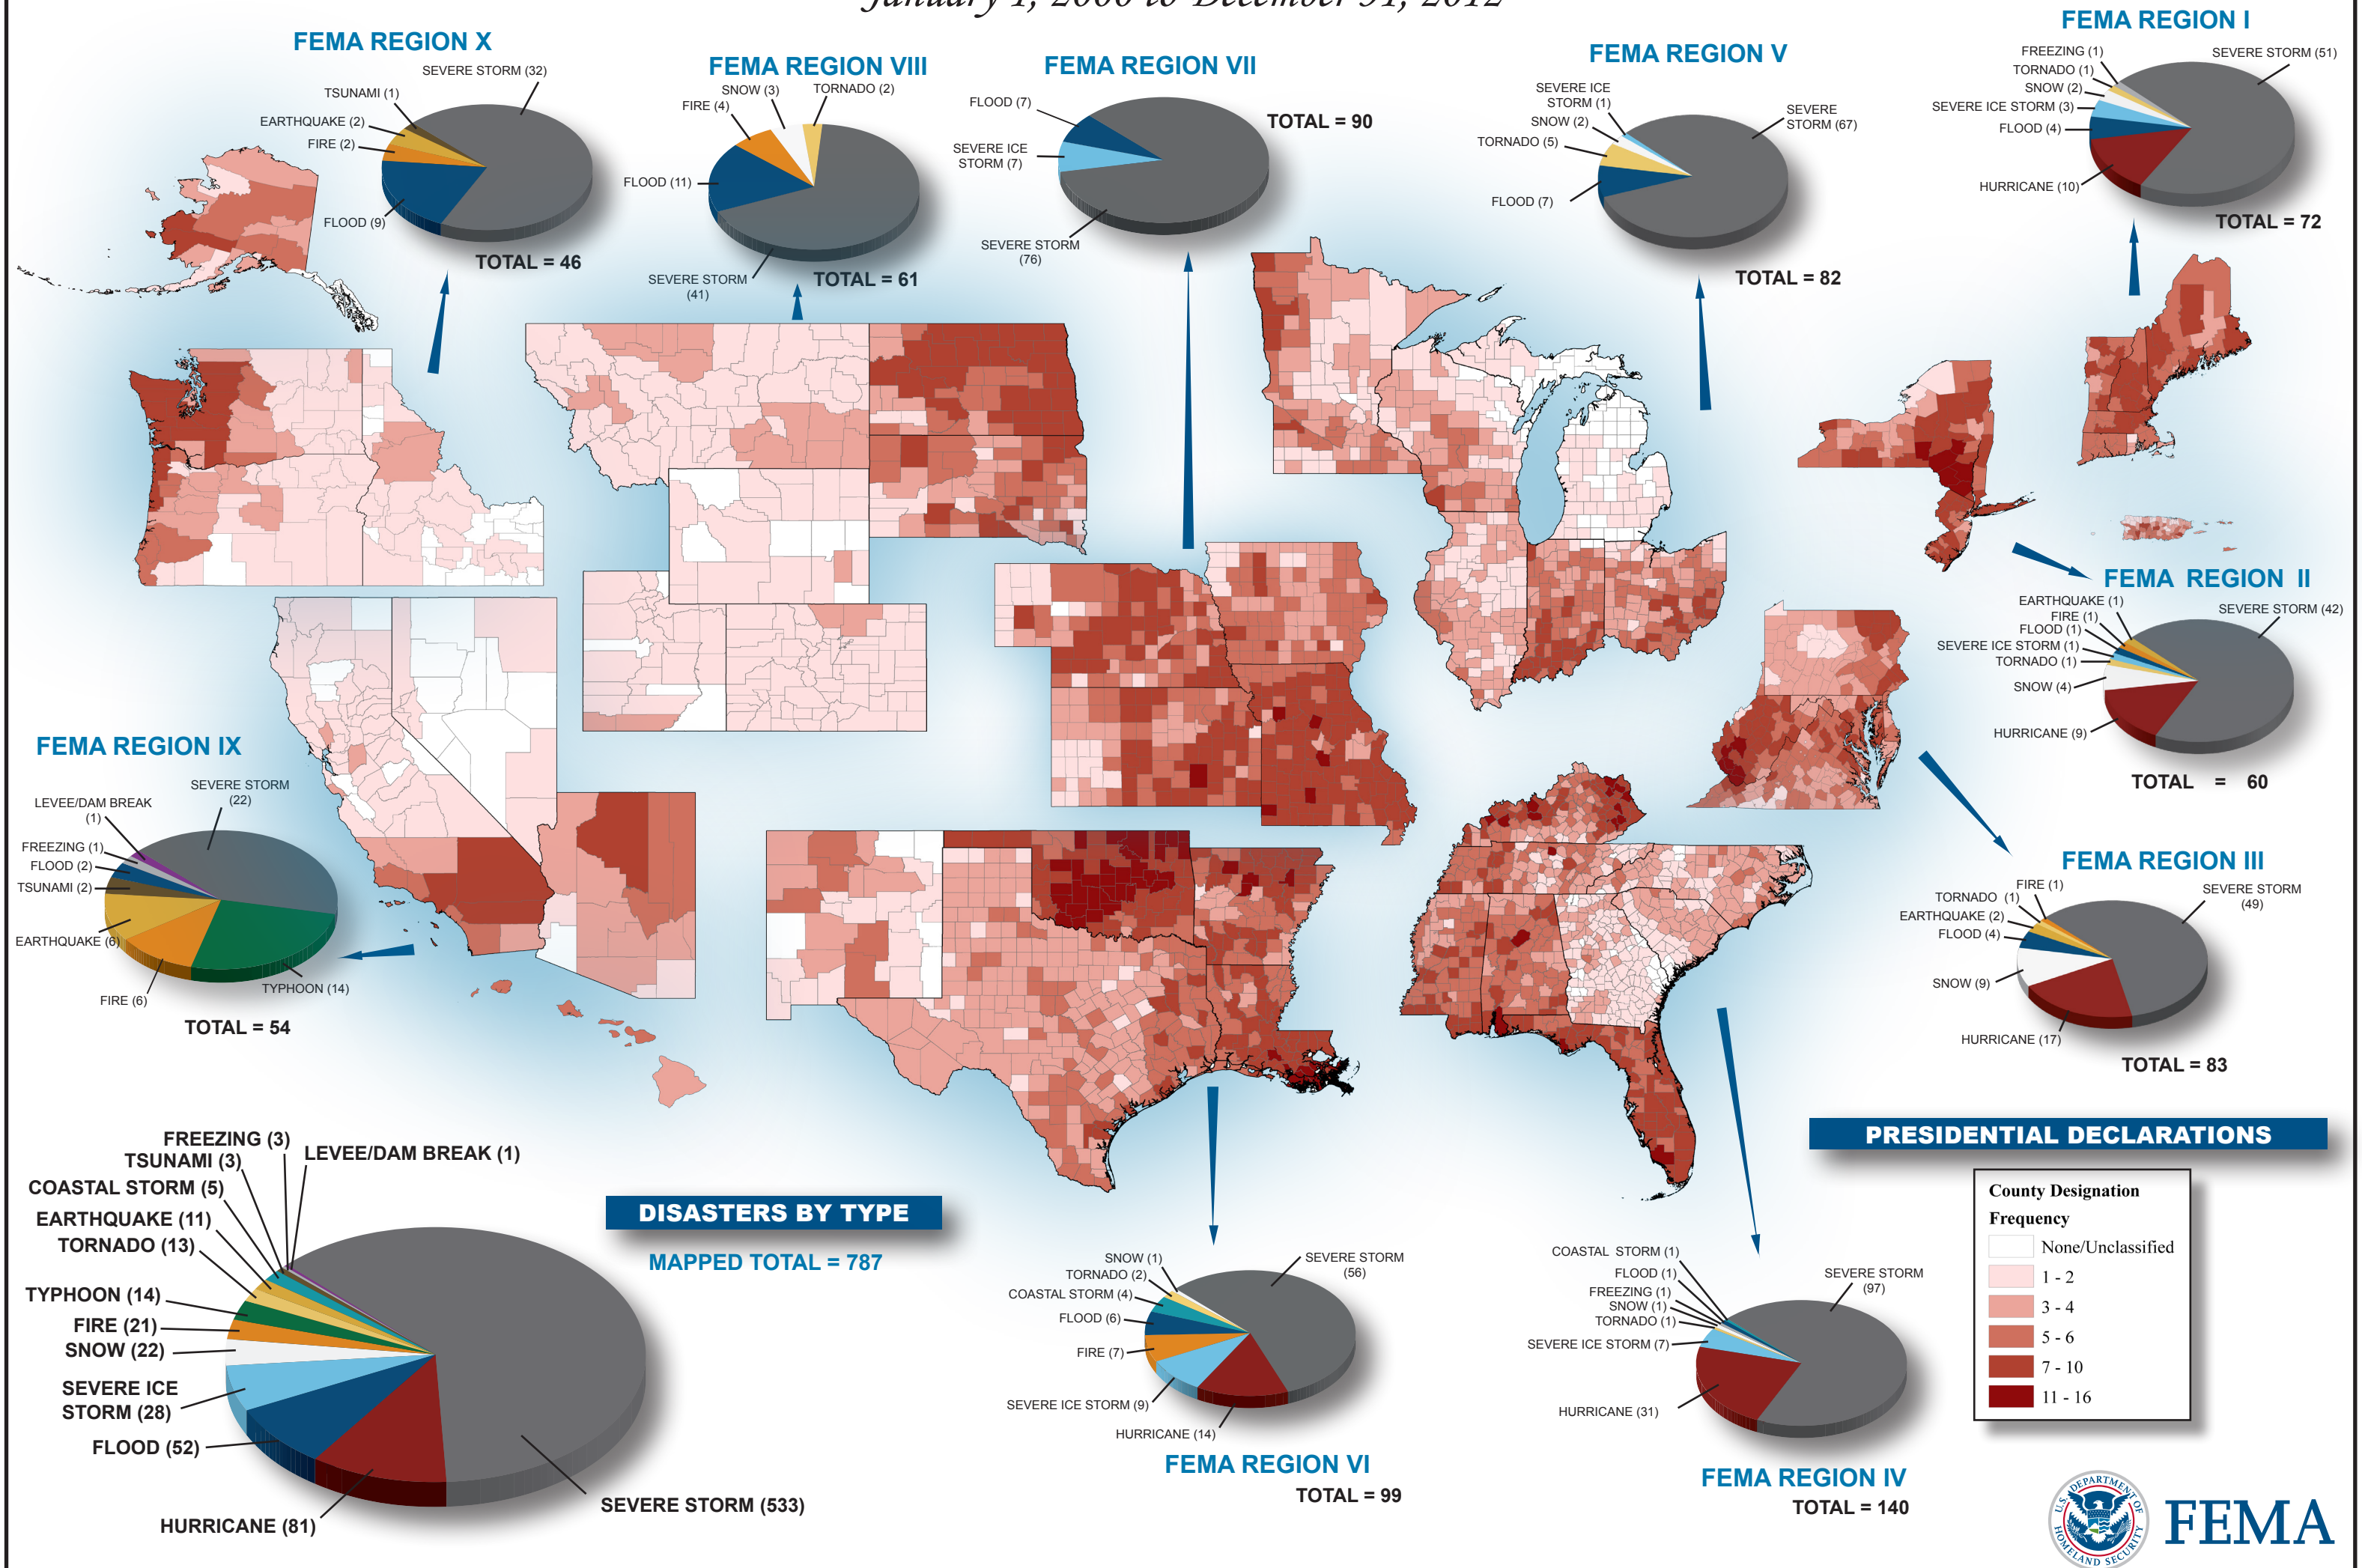 January 1, 2000 to December 31, 2012
FEMA REGION X
SEVERE STORM (32)
TSUNAMI (1)
EARTHQUAKE (2)
FIRE (2)
FLOOD (9)
TOTAL = 46
FEMA REGION VIII
SNOW (3)
TORNADO (2)
FIRE (4)
FLOOD (11)
SEVERE STORM
(41)
TOTAL = 61
FEMA REGION VII
FLOOD (7)
TOTAL = 90
SEVERE ICE
STORM (7)
SEVERE STORM
(76)
FEMA REGION V
SEVERE ICE
STORM (1)
SNOW (2)
TORNADO (5)
SEVERE
STORM (67)
FLOOD (7)
TOTAL = 82
FEMA REGION I
FREEZING (1)
SEVERE STORM (51)
TORNADO (1)
SNOW (2)
SEVERE ICE STORM (3)
FLOOD (4)
HURRICANE (10)
TOTAL = 72
FEMA REGION II
EARTHQUAKE (1)
SEVERE STORM (42)
FIRE (1)
FLOOD (1)
SEVERE ICE STORM (1)
TORNADO (1)
SNOW (4)
HURRICANE (9)
TOTAL = 60
FEMA REGION IX
SEVERE STORM
(22)
LEVEE/DAM BREAK
(1)
FREEZING (1)
FLOOD (2)
TSUNAMI (2)
EARTHQUAKE (6)
FIRE (6)
TYPHOON (14)
TOTAL = 54
FEMA REGION III
FIRE (1)
SEVERE STORM
(49)
TORNADO (1)
EARTHQUAKE (2)
FLOOD (4)
SNOW (9)
HURRICANE (17)
TOTAL = 83
FREEZING (3)
LEVEE/DAM BREAK (1)
TSUNAMI (3)
COASTAL STORM (5)
EARTHQUAKE (11)
TORNADO (13)
TYPHOON (14)
FIRE (21)
SNOW (22)
SEVERE ICE
STORM (28)
FLOOD (52)
HURRICANE (81)
SEVERE STORM (533)
DISASTERS BY TYPE
MAPPED TOTAL = 787
SNOW (1)
SEVERE STORM
(56)
TORNADO (2)
COASTAL STORM (4)
FLOOD (6)
FIRE (7)
SEVERE ICE STORM (9)
HURRICANE (14)
FEMA REGION VI
TOTAL = 99
COASTAL STORM (1)
FLOOD (1)
SEVERE STORM
(97)
FREEZING (1)
SNOW (1)
TORNADO (1)
SEVERE ICE STORM (7)
HURRICANE (31)
FEMA REGION IV
TOTAL = 140
PRESIDENTIAL DECLARATIONS
County Designation
Frequency
None/Unclassified
1 - 2
3 - 4
5 - 6
7 - 10
11 - 16
U.S. DEPARTMENT OF
HOMELAND SECURITY
FEMA